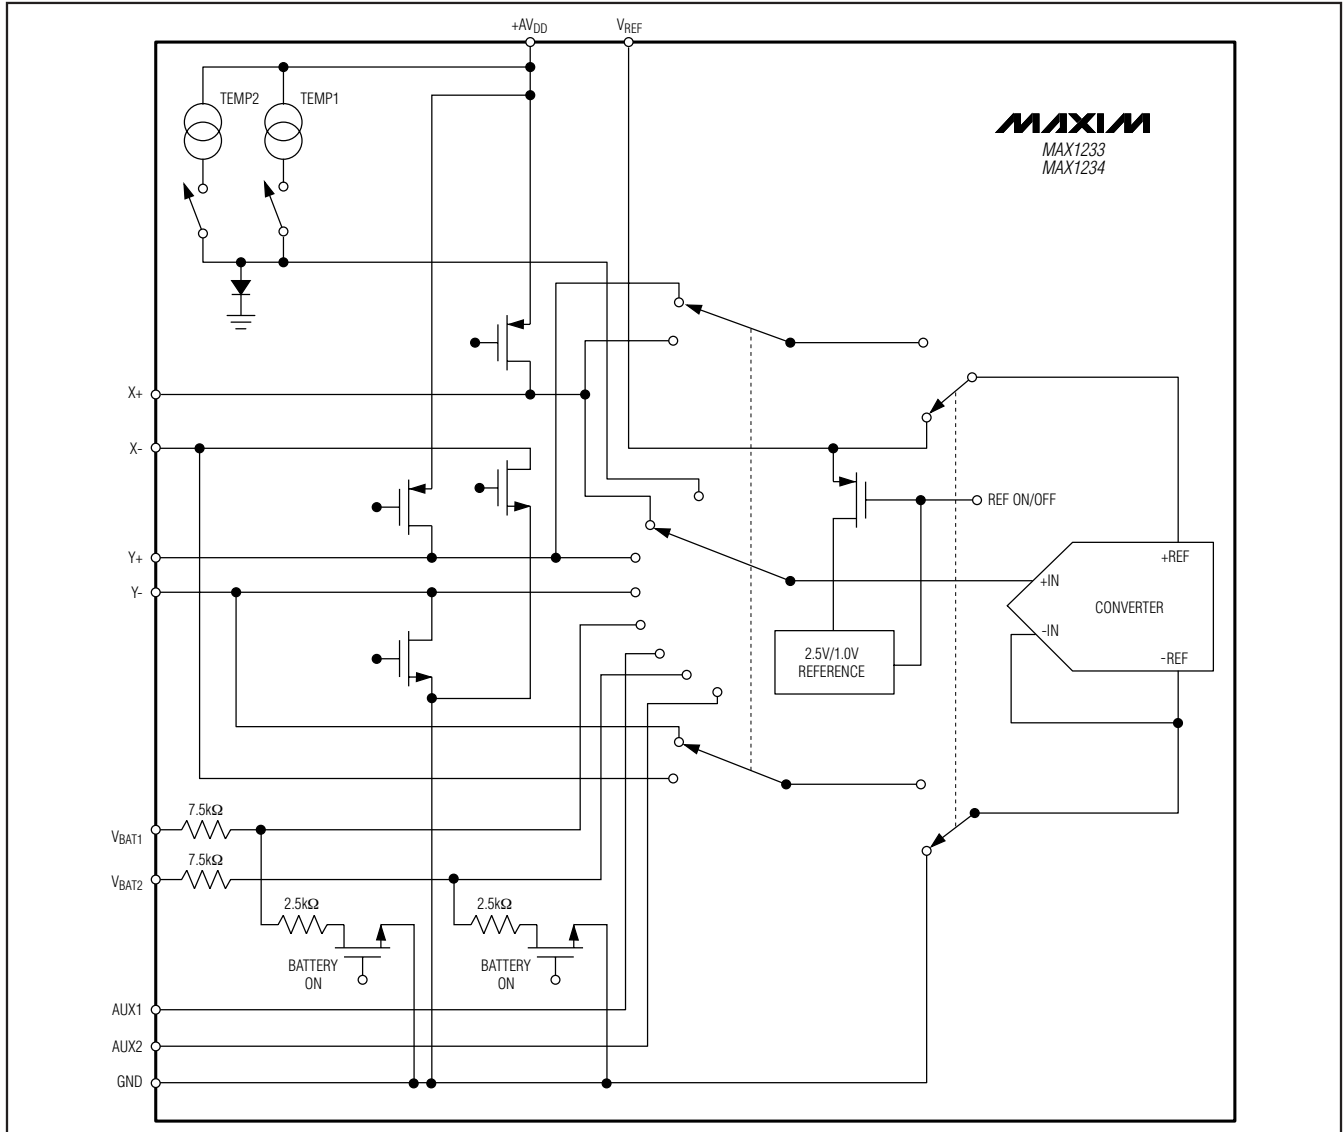 +AVDD
VREF
TEMP2
TEMP1
MAXIM
MAX1233
MAX1234
X+
X-
REF ON/OFF
Y+
+REF
Y-
+IN
CONVERTER
-IN
2.5V/1.0V
REFERENCE
-REF
7.5kΩ
VBAT1
7.5kΩ
VBAT2
2.5kΩ
2.5kΩ
BATTERY
ON
BATTERY
ON
AUX1
AUX2
GND